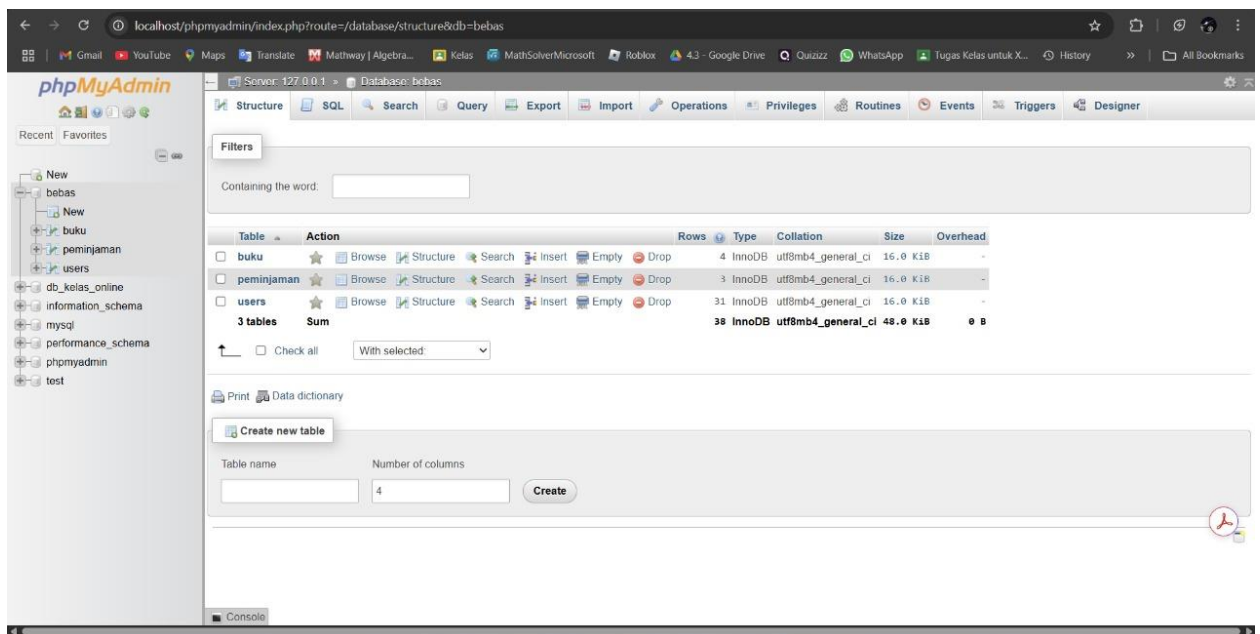 localhost/phpmyadmin/index.php?route=/database/structure&db=bebas
Gmail YouTube Maps Translate Mathway | Algebra... Kelas MathSolverMicrosoft Roblox 4.3 - Google Drive Quizizz WhatsApp Tugas Kelas untuk X... History » All Bookmarks
phpMyAdmin
Recent Favorites
New
bebas
New
buku
peminjaman
users
db_kelas_online
information_schema
mysql
performance_schema
phpmyadmin
test
Server: 127.0.0.1 » Database: bebas
Structure SQL Search Query Export Import Operations Privileges Routines Events Triggers Designer
Filters
Containing the word:
Table Action Rows Type Collation Size Overhead
buku Browse Structure Search Insert Empty Drop 4 InnoDB utf8mb4_general_ci 16.0 KiB -
peminjaman Browse Structure Search Insert Empty Drop 3 InnoDB utf8mb4_general_ci 16.0 KiB -
users Browse Structure Search Insert Empty Drop 31 InnoDB utf8mb4_general_ci 16.0 KiB -
3 tables Sum 38 InnoDB utf8mb4_general_ci 48.0 KiB 0 B
Check all With selected:
Print Data dictionary
Create new table
Table name Number of columns
4 Create
Console